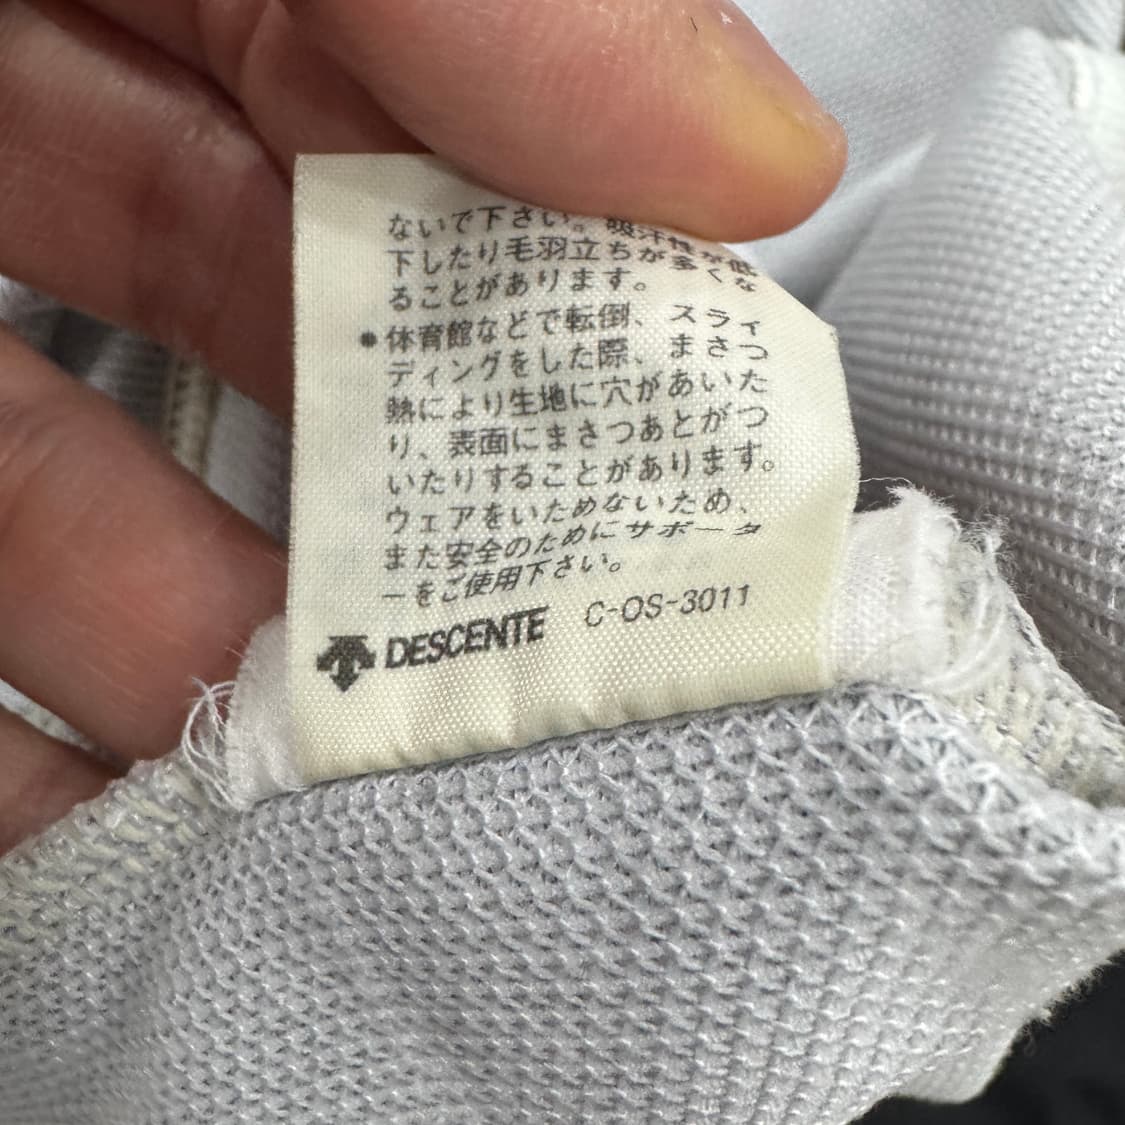 ないで下さい。吸汗性が低
下したり毛羽立ちが多くな
ることがあります。
●体育館などで転倒、スライ
ディングをした際、まさつ
熱により生地に穴があいた
り、表面にまさつあとがつ
いたりすることがあります。
ウェアをいためないため、
また安全のためにサポータ
ーをご使用下さい。
DESCENTE C-OS-3011